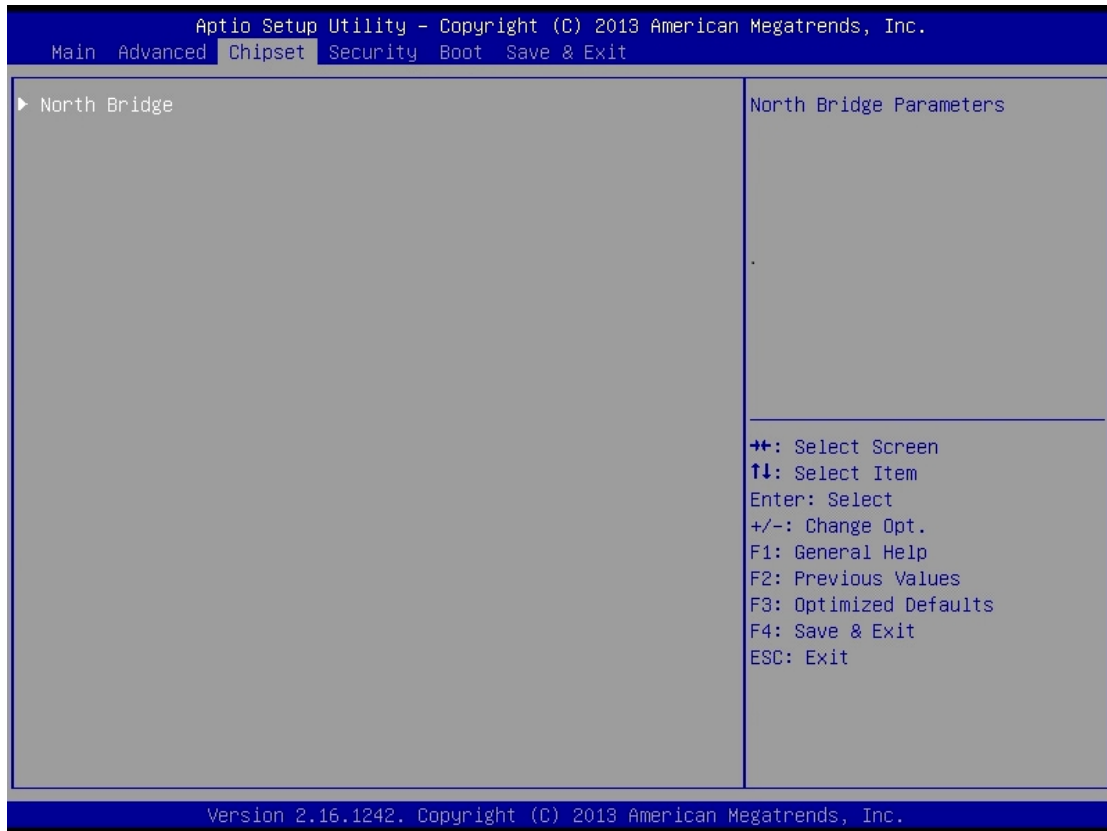 Aptio Setup Utility – Copyright (C) 2013 American Megatrends, Inc.
Main Advanced Chipset Security Boot Save & Exit
▶ North Bridge
North Bridge Parameters
.
→←: Select Screen
↑↓: Select Item
Enter: Select
+/-: Change Opt.
F1: General Help
F2: Previous Values
F3: Optimized Defaults
F4: Save & Exit
ESC: Exit
Version 2.16.1242. Copyright (C) 2013 American Megatrends, Inc.